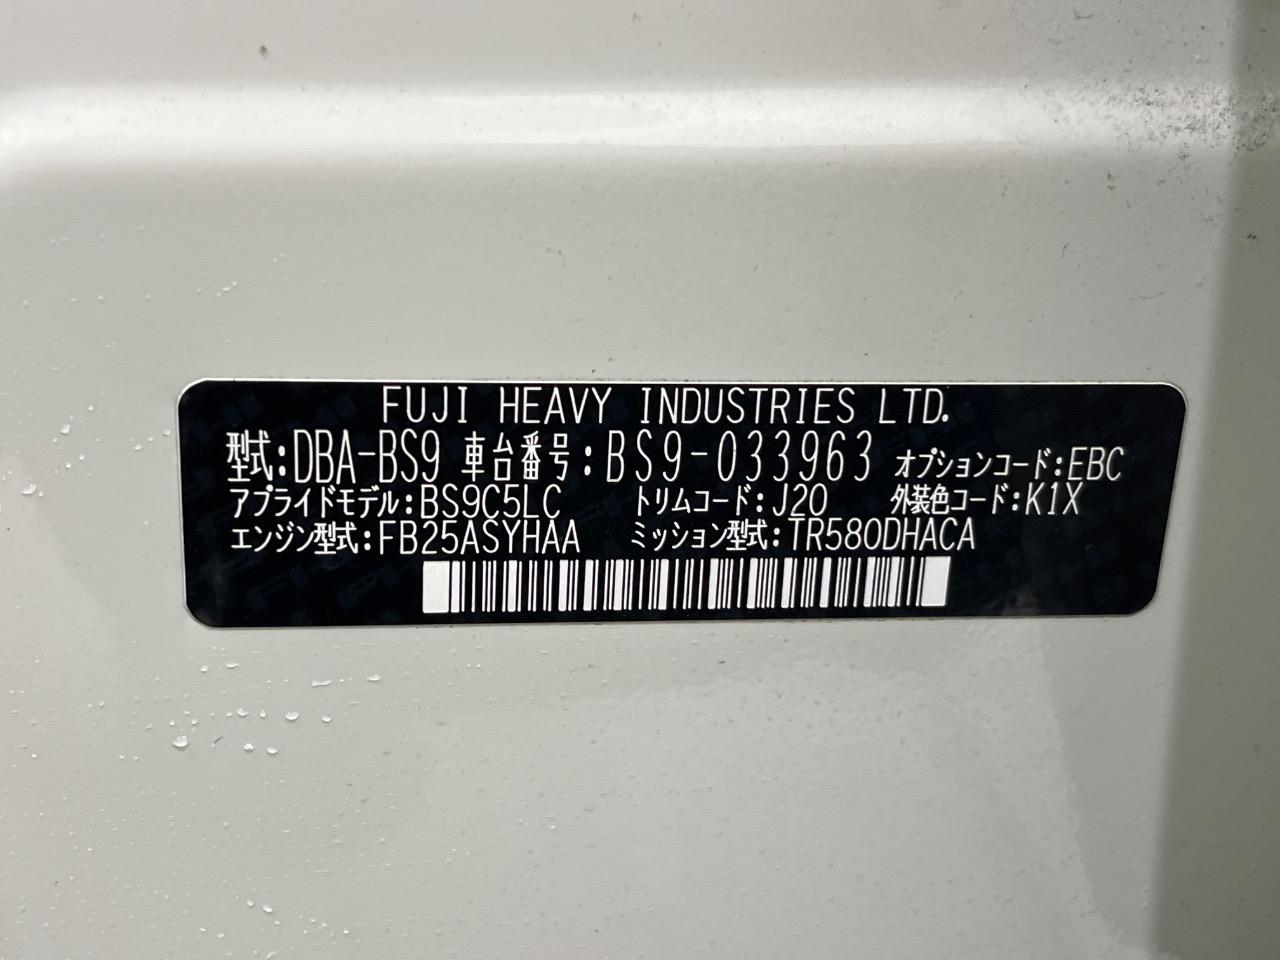 FUJI HEAVY INDUSTRIES LTD.
型式:DBA-BS9 車台番号:BS9-033963 オプションコード:EBC
アプライドモデル:BS9C5LC トリムコード:J20 外装色コード:K1X
エンジン型式:FB25ASYHAA ミッション型式:TR580DHACA